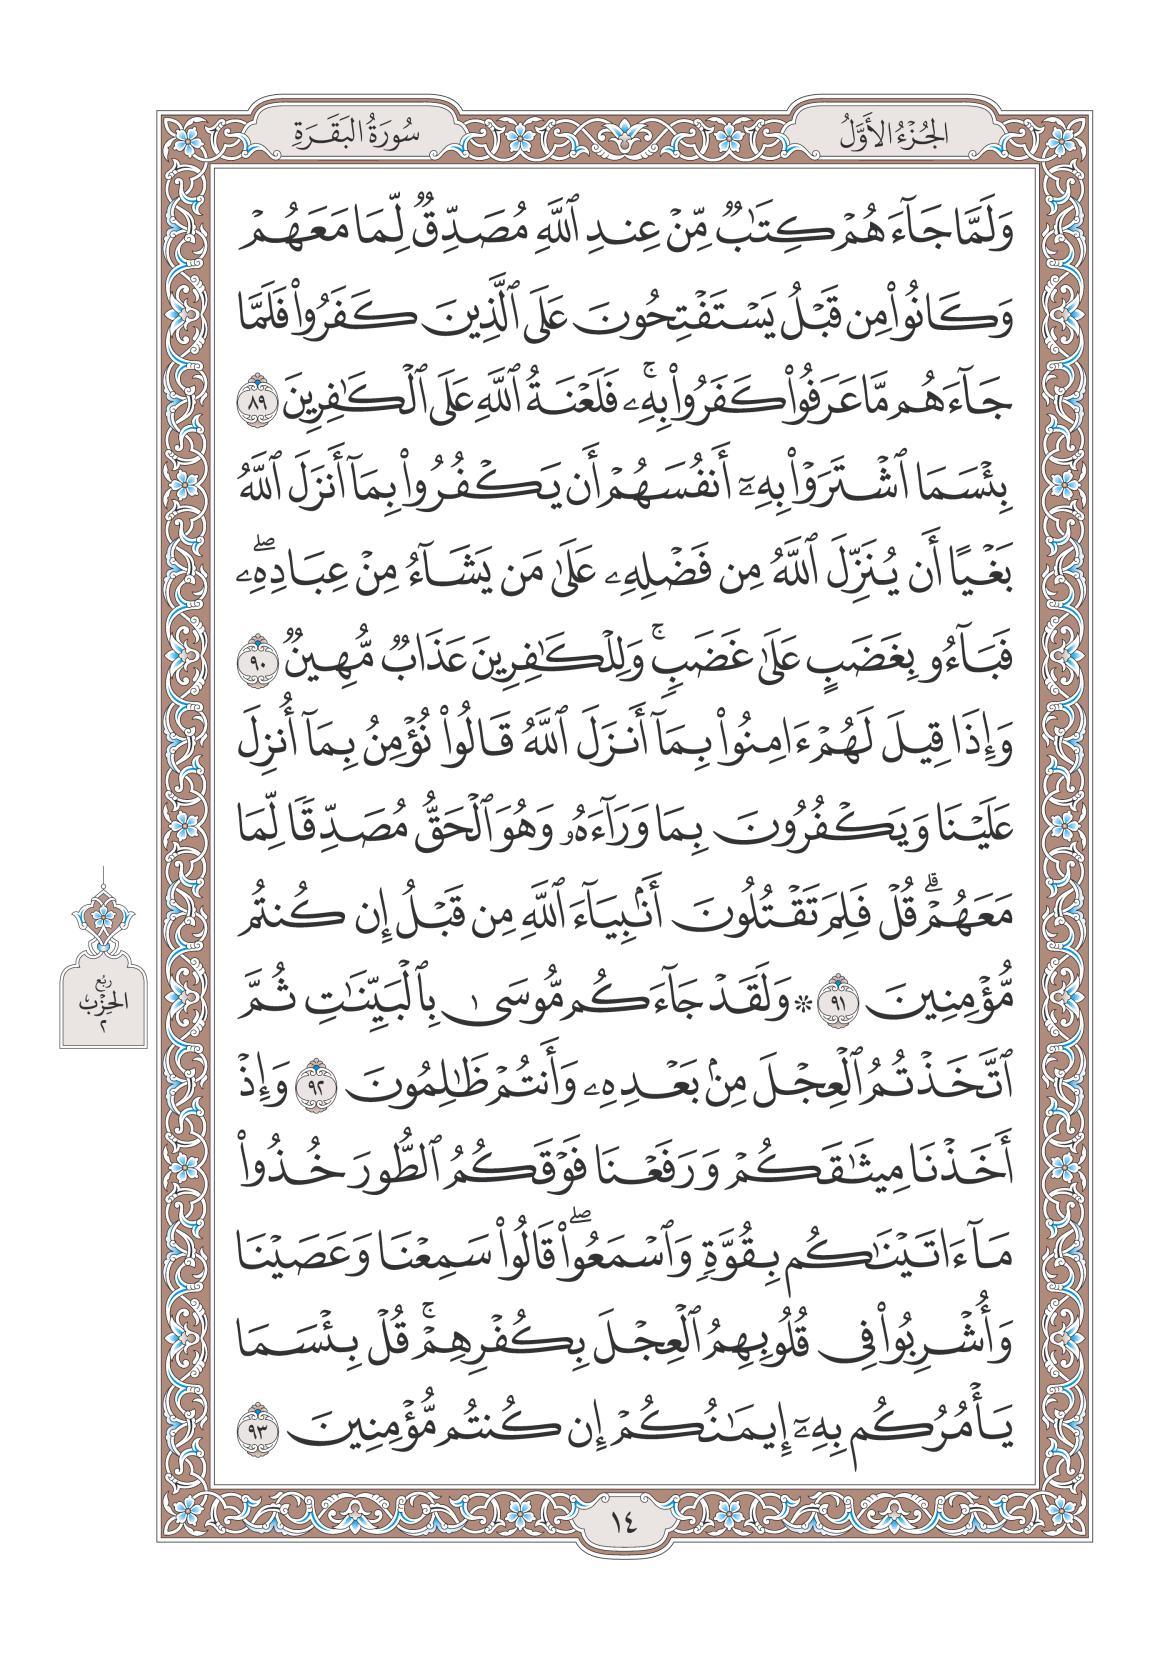 الجُزْءُ الأَوَّلُ
سُورَةُ البَقَرَةِ
وَلَمَّا جَآءَهُمْ كِتَٰبٌ مِّنْ عِندِ ٱللَّهِ مُصَدِّقٌ لِّمَا مَعَهُمْ
وَكَانُوا۟ مِن قَبْلُ يَسْتَفْتِحُونَ عَلَى ٱلَّذِينَ كَفَرُوا۟ فَلَمَّا
جَآءَهُم مَّا عَرَفُوا۟ كَفَرُوا۟ بِهِۦۚ فَلَعْنَةُ ٱللَّهِ عَلَى ٱلْكَٰفِرِينَ ٨٩
بِئْسَمَا ٱشْتَرَوْا۟ بِهِۦٓ أَنفُسَهُمْ أَن يَكْفُرُوا۟ بِمَآ أَنزَلَ ٱللَّهُ
بَغْيًا أَن يُنَزِّلَ ٱللَّهُ مِن فَضْلِهِۦ عَلَىٰ مَن يَشَآءُ مِنْ عِبَادِهِۦۖ
فَبَآءُو بِغَضَبٍ عَلَىٰ غَضَبٍۚ وَلِلْكَٰفِرِينَ عَذَابٌ مُّهِينٌ ٩٠
وَإِذَا قِيلَ لَهُمْ ءَامِنُوا۟ بِمَآ أَنزَلَ ٱللَّهُ قَالُوا۟ نُؤْمِنُ بِمَآ أُنزِلَ
عَلَيْنَا وَيَكْفُرُونَ بِمَا وَرَآءَهُۥ وَهُوَ ٱلْحَقُّ مُصَدِّقًا لِّمَا
مَعَهُمْۗ قُلْ فَلِمَ تَقْتُلُونَ أَنۢبِيَآءَ ٱللَّهِ مِن قَبْلُ إِن كُنتُم
مُّؤْمِنِينَ ٩١ ۞ وَلَقَدْ جَآءَكُم مُّوسَىٰ بِٱلْبَيِّنَٰتِ ثُمَّ
ٱتَّخَذْتُمُ ٱلْعِجْلَ مِنۢ بَعْدِهِۦ وَأَنتُمْ ظَٰلِمُونَ ٩٢ وَإِذْ
أَخَذْنَا مِيثَٰقَكُمْ وَرَفَعْنَا فَوْقَكُمُ ٱلطُّورَ خُذُوا۟
مَآ ءَاتَيْنَٰكُم بِقُوَّةٍ وَٱسْمَعُوا۟ۖ قَالُوا۟ سَمِعْنَا وَعَصَيْنَا
وَأُشْرِبُوا۟ فِى قُلُوبِهِمُ ٱلْعِجْلَ بِكُفْرِهِمْۚ قُلْ بِئْسَمَا
يَأْمُرُكُم بِهِۦٓ إِيمَٰنُكُمْ إِن كُنتُم مُّؤْمِنِينَ ٩٣
ربُع
الحِزْب
٢
١٤